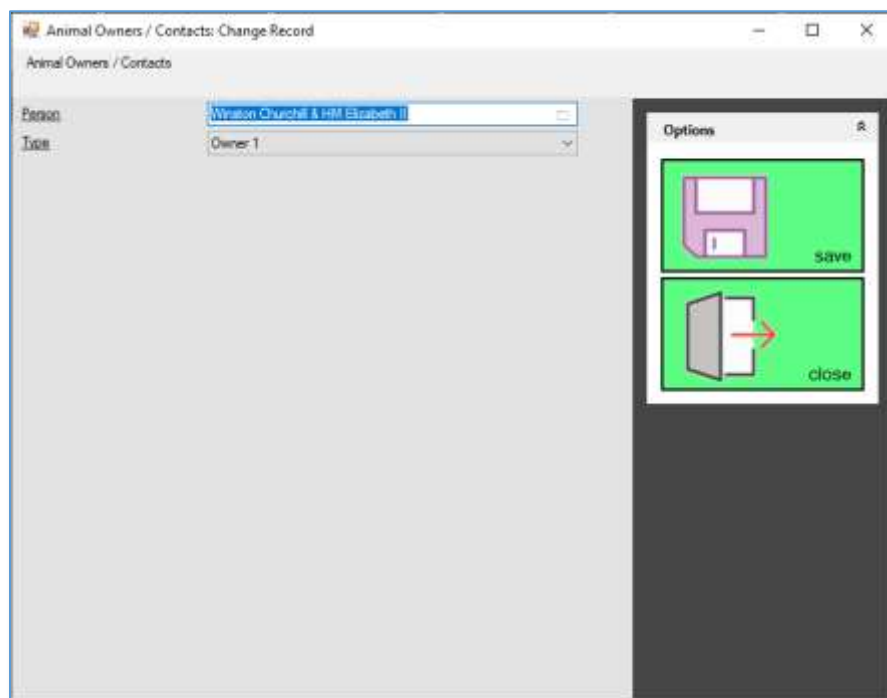 Animal Owners / Contacts: Change Record
Animal Owners / Contacts
Person
Winston Churchill & HM Elizabeth II
Type
Owner 1
Options
save
close